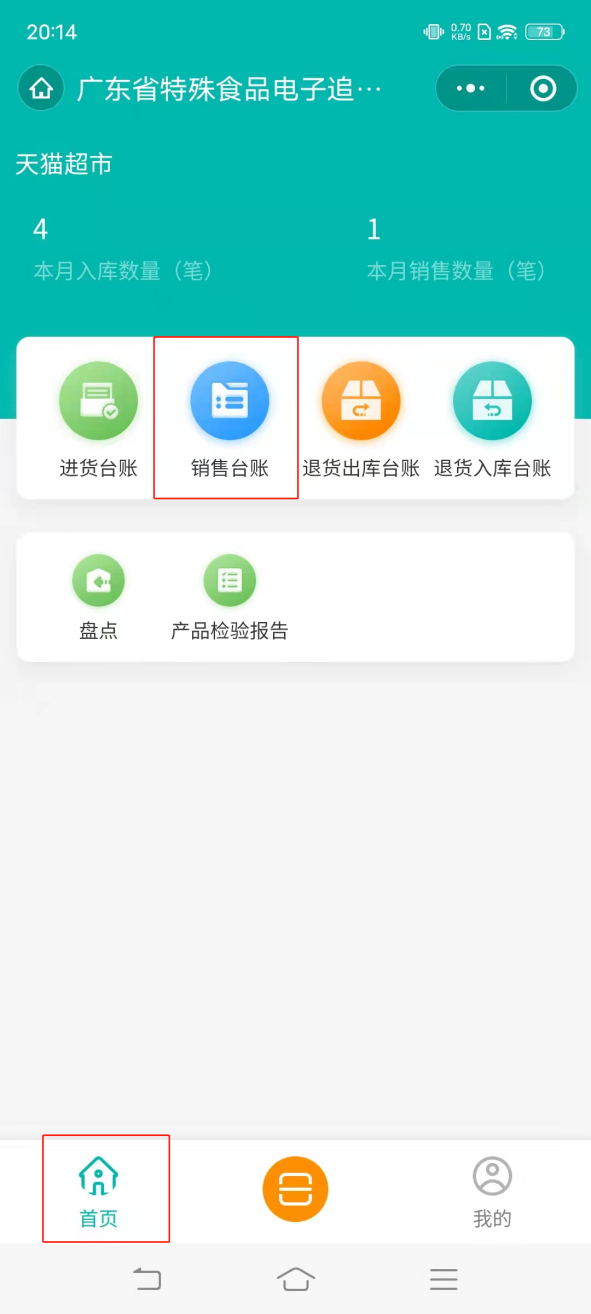 20:14
0.70
KB/s
73
广东省特殊食品电子追···
天猫超市
4
1
本月入库数量（笔）
本月销售数量（笔）
进货台账
销售台账
退货出库台账
退货入库台账
盘点
产品检验报告
首页
我的